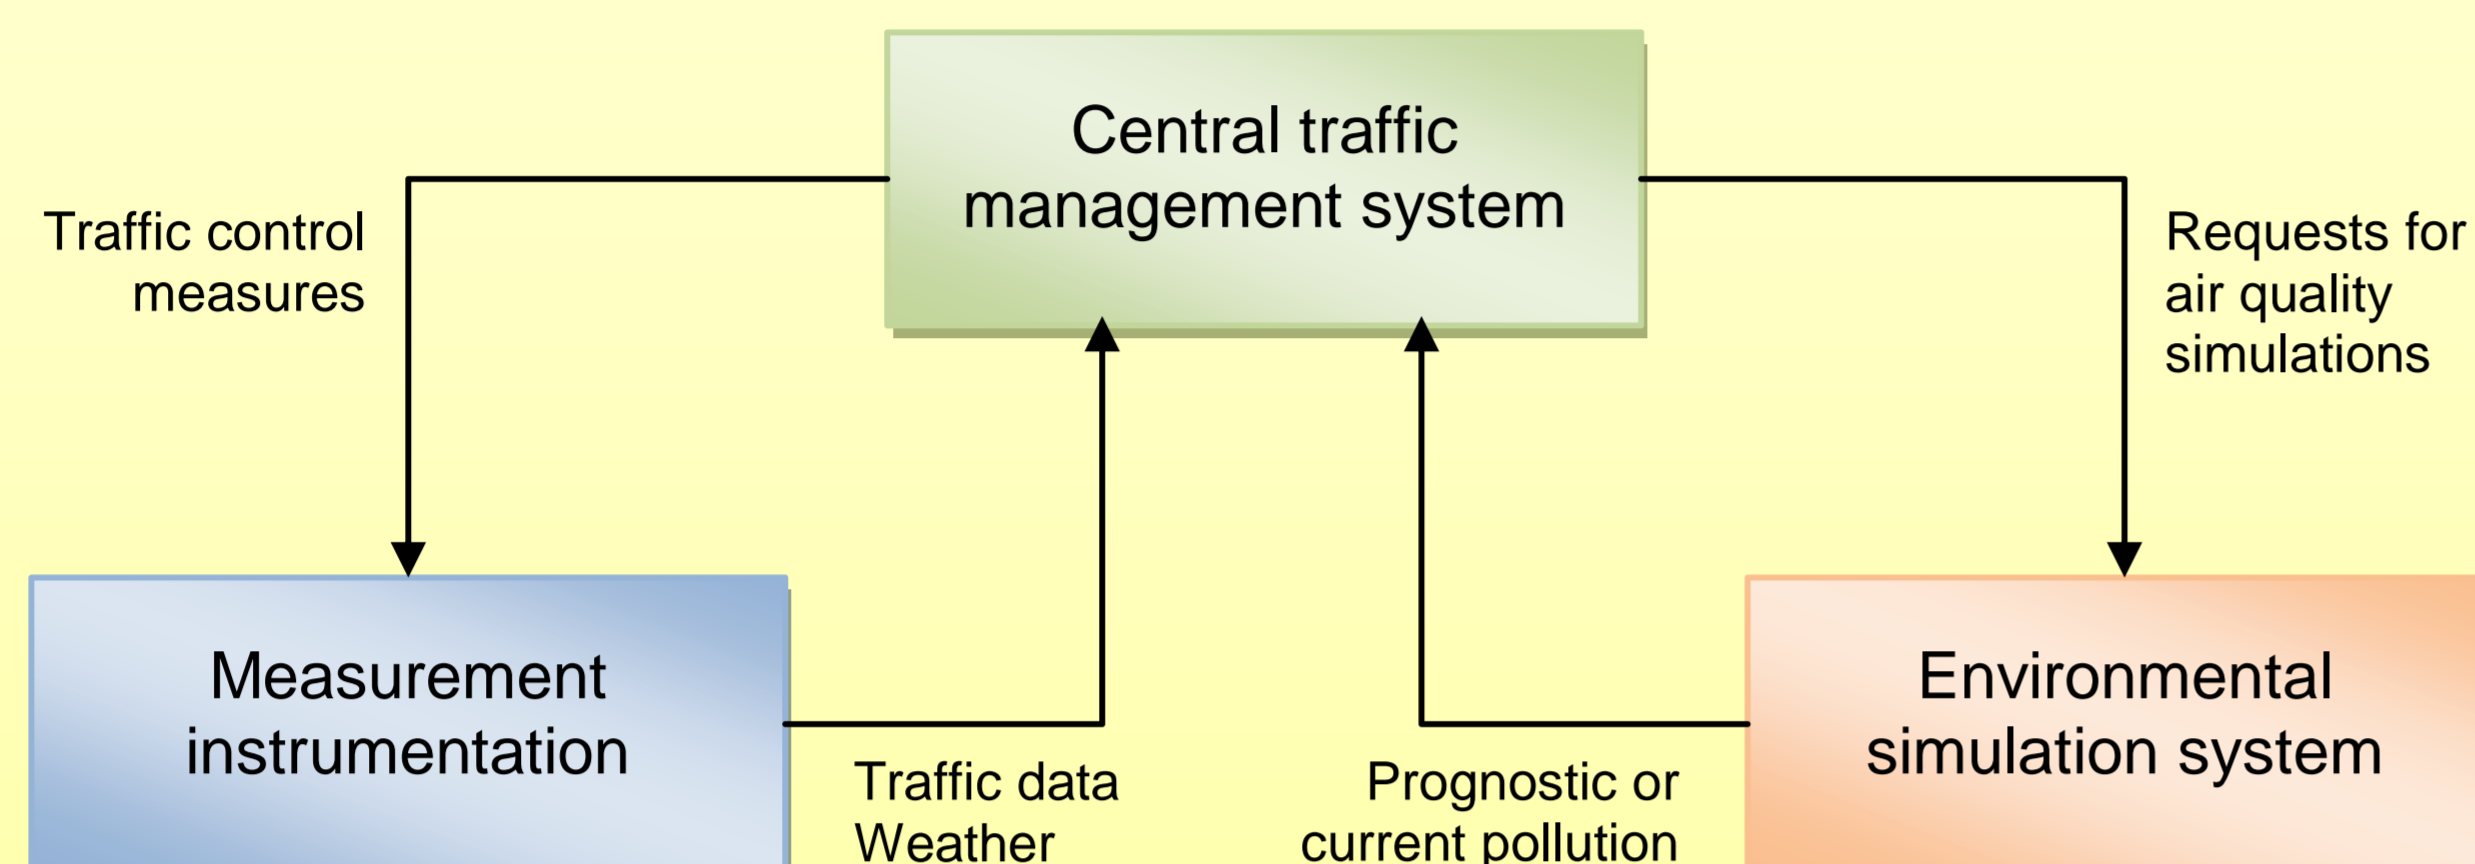 Central traffic
management system
Traffic control
measures
Requests for
air quality
simulations
Measurement
instrumentation
Environmental
simulation system
Traffic data
Weather
Prognostic or
current pollution